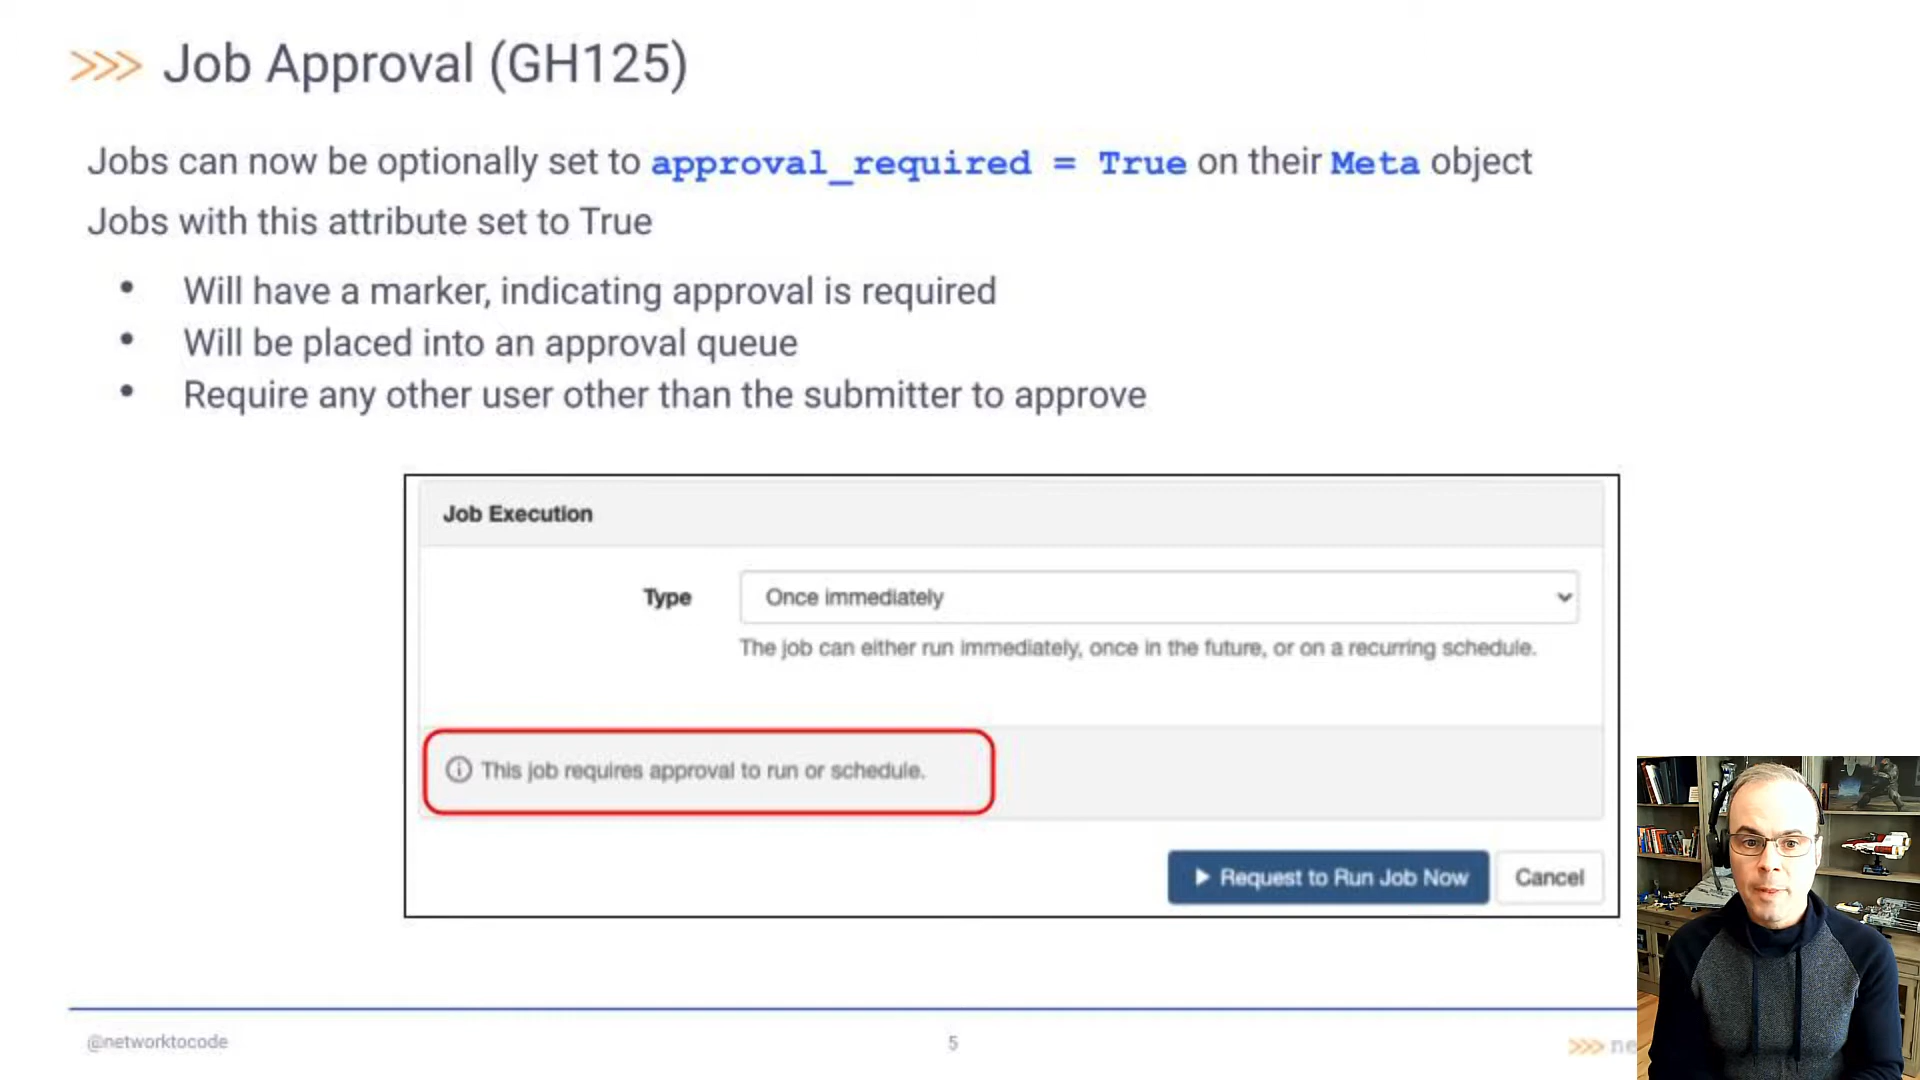 >>> Job Approval (GH125)
Jobs can now be optionally set to approval_required = True on their Meta object
Jobs with this attribute set to True
• Will have a marker, indicating approval is required
• Will be placed into an approval queue
• Require any other user other than the submitter to approve
Job Execution
Type Once immediately
The job can either run immediately, once in the future, or on a recurring schedule.
This job requires approval to run or schedule.
Request to Run Job Now Cancel
@networktocode 5 >>> ne